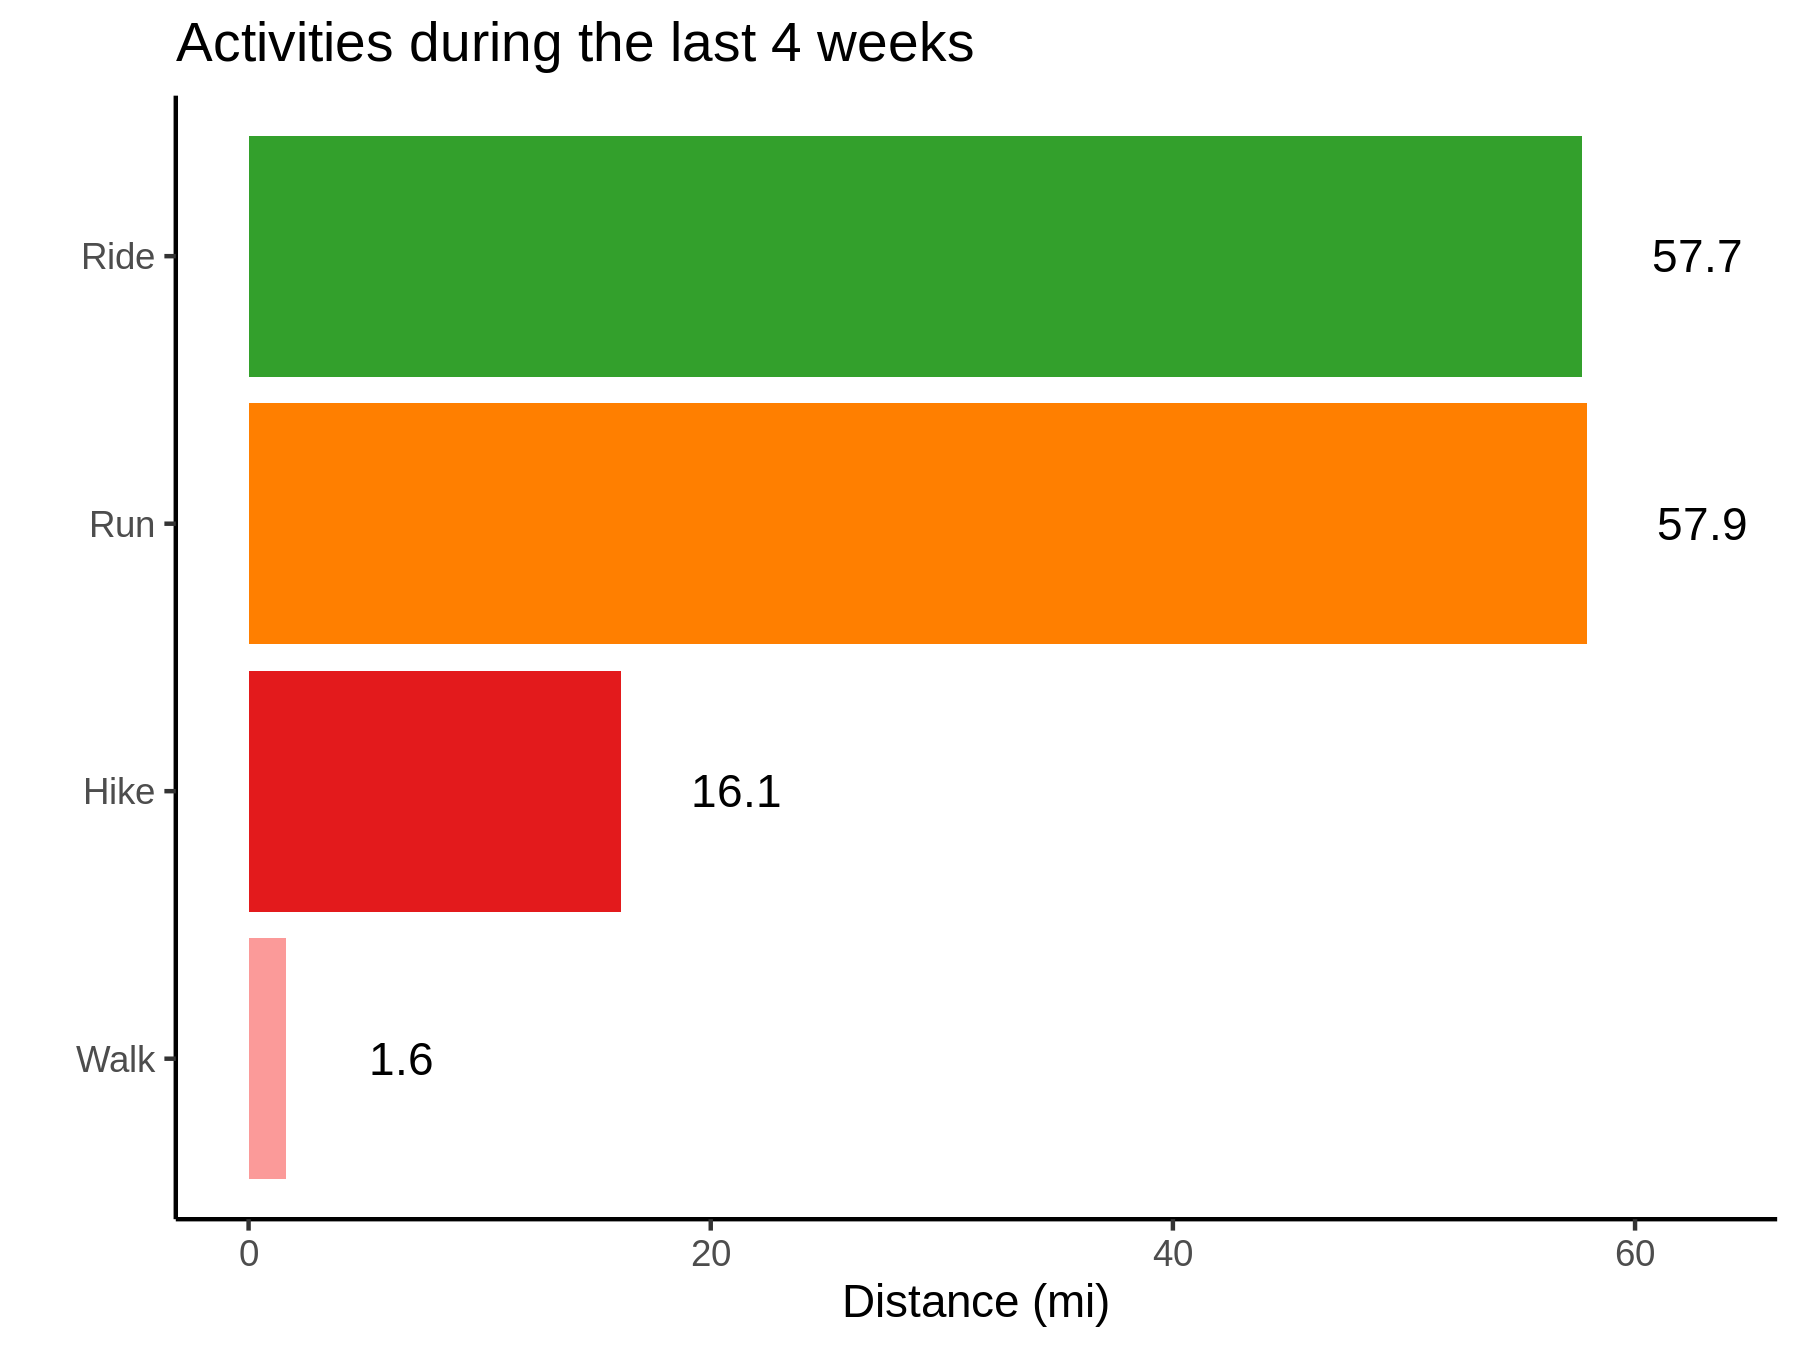 Activities during the last 4 weeks
Ride 57.7
Run 57.9
Hike 16.1
Walk 1.6
0 20 40 60
Distance (mi)